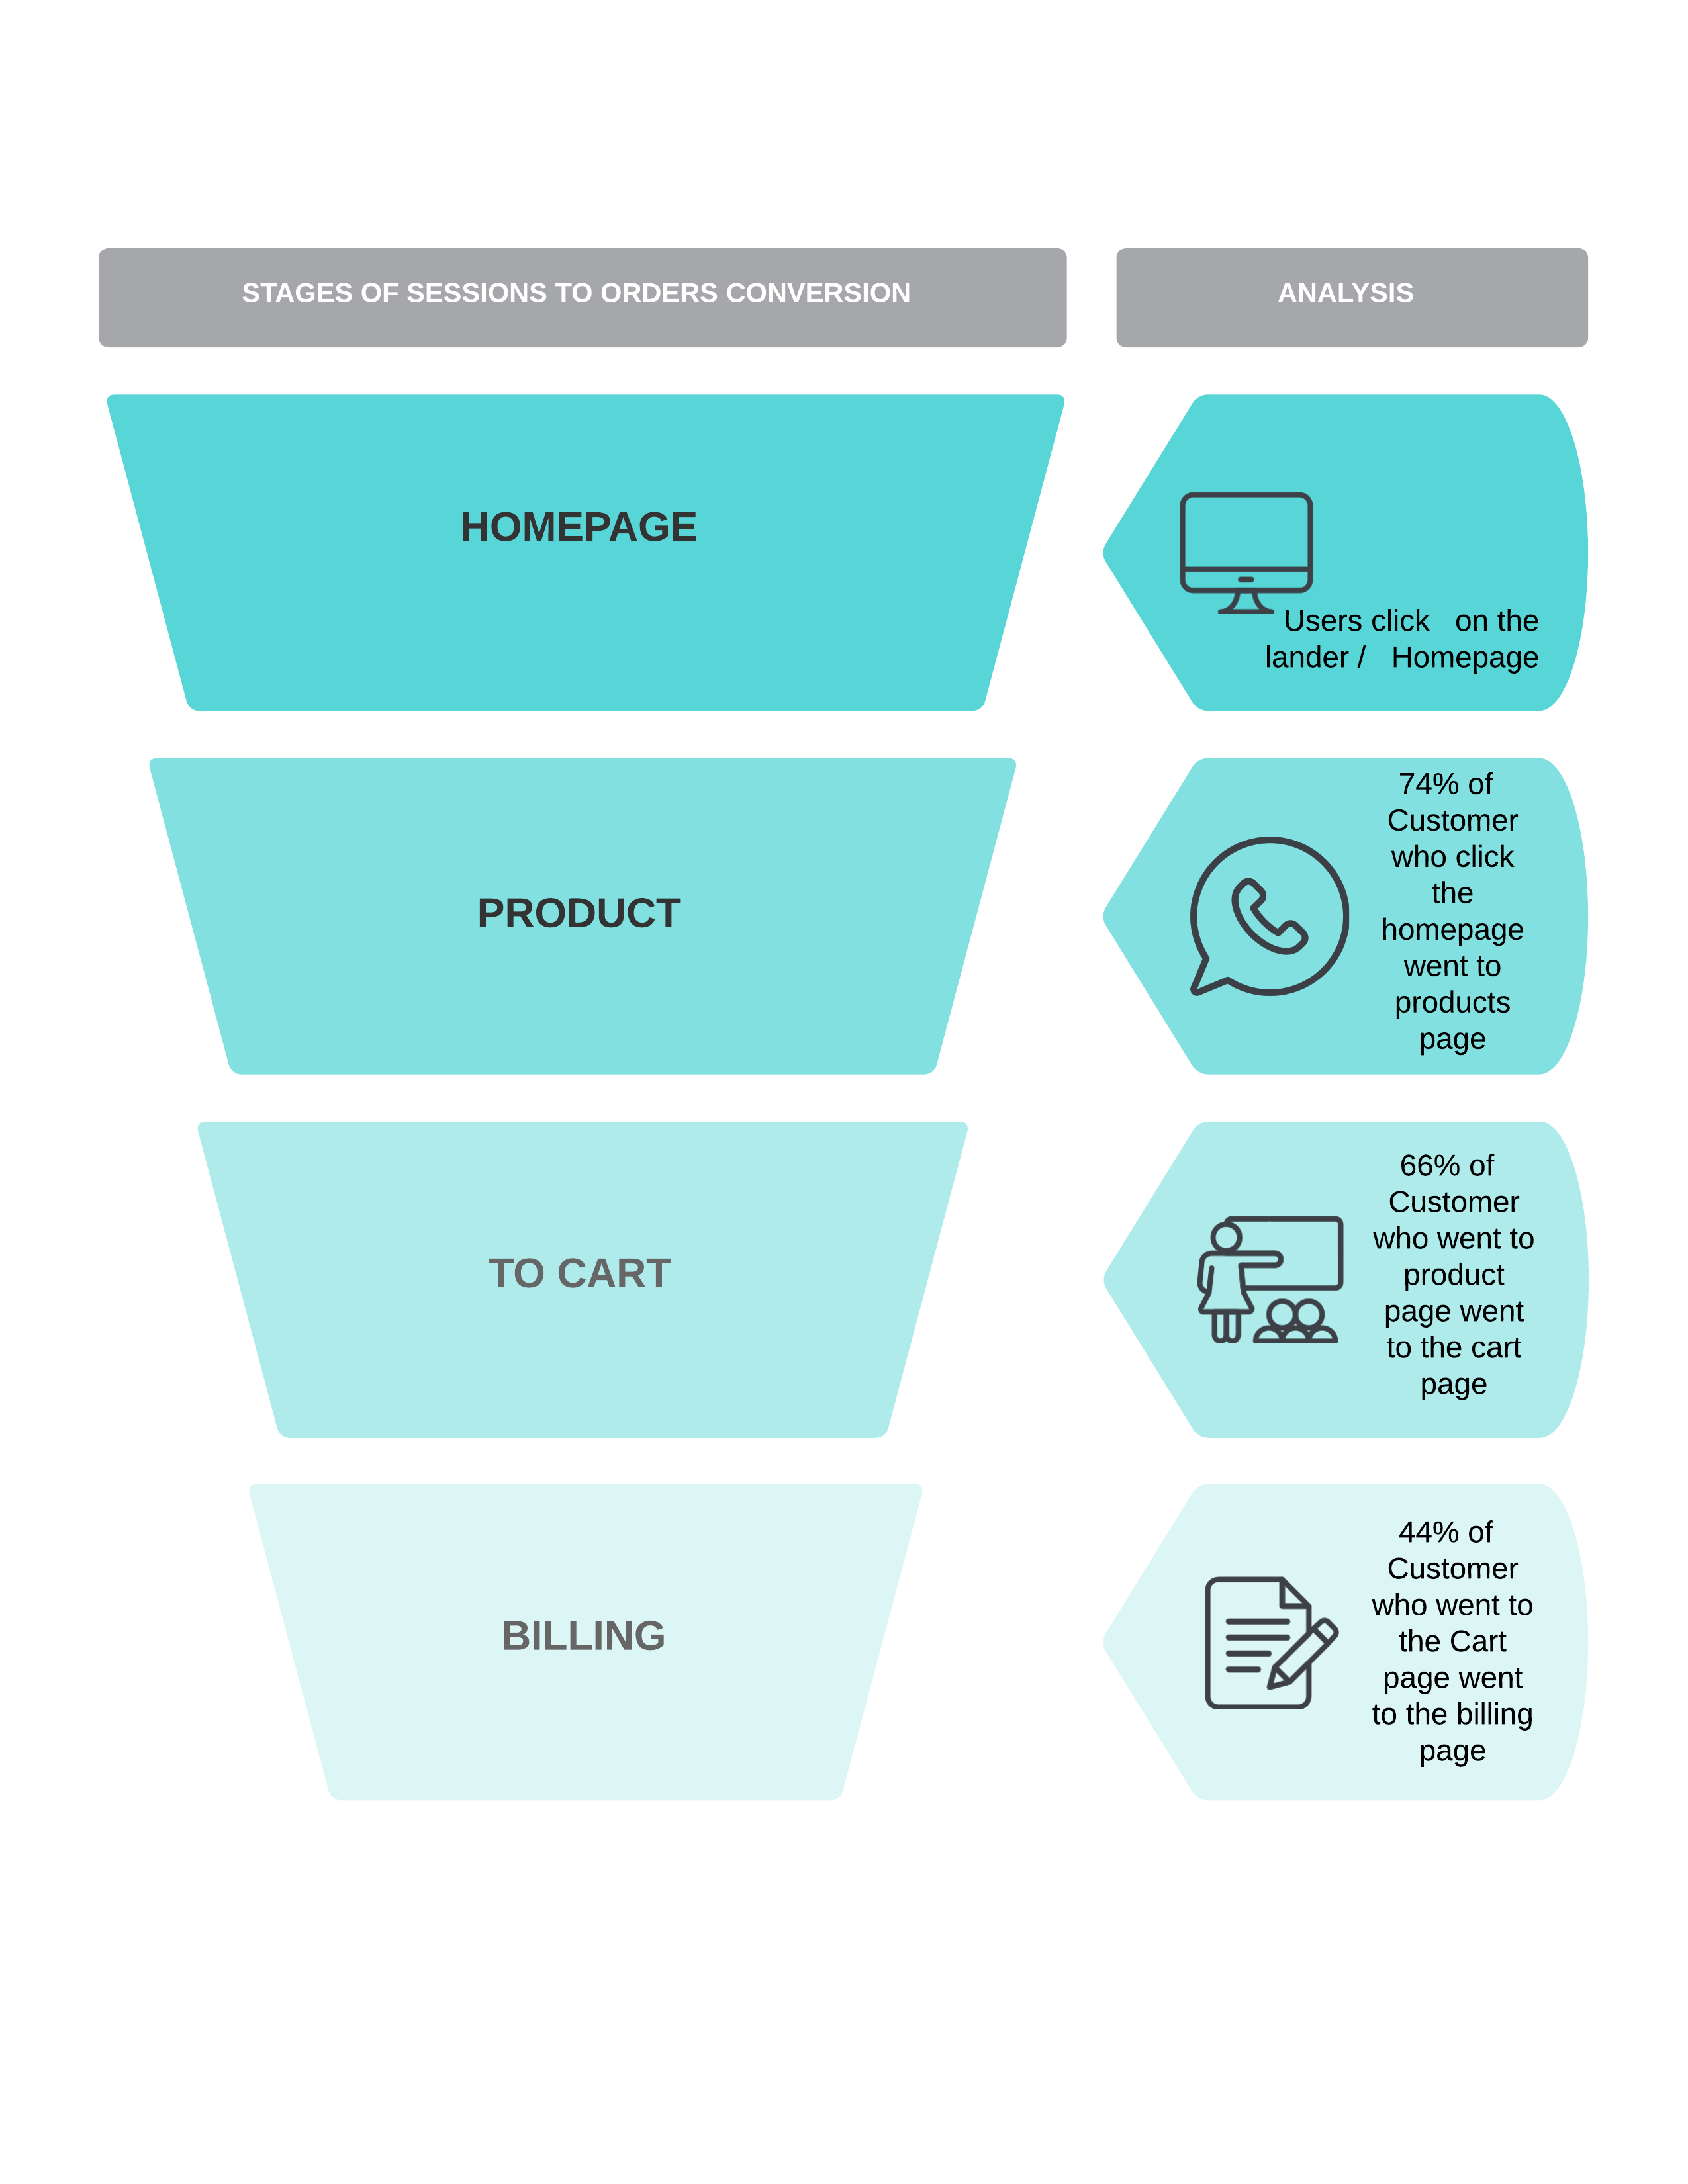 STAGES OF SESSIONS TO ORDERS CONVERSION
ANALYSIS
HOMEPAGE
Users click on the
lander / Homepage
PRODUCT
74% of
Customer
who click
the
homepage
went to
products
page
TO CART
66% of
Customer
who went to
product
page went
to the cart
page
BILLING
44% of
Customer
who went to
the Cart
page went
to the billing
page